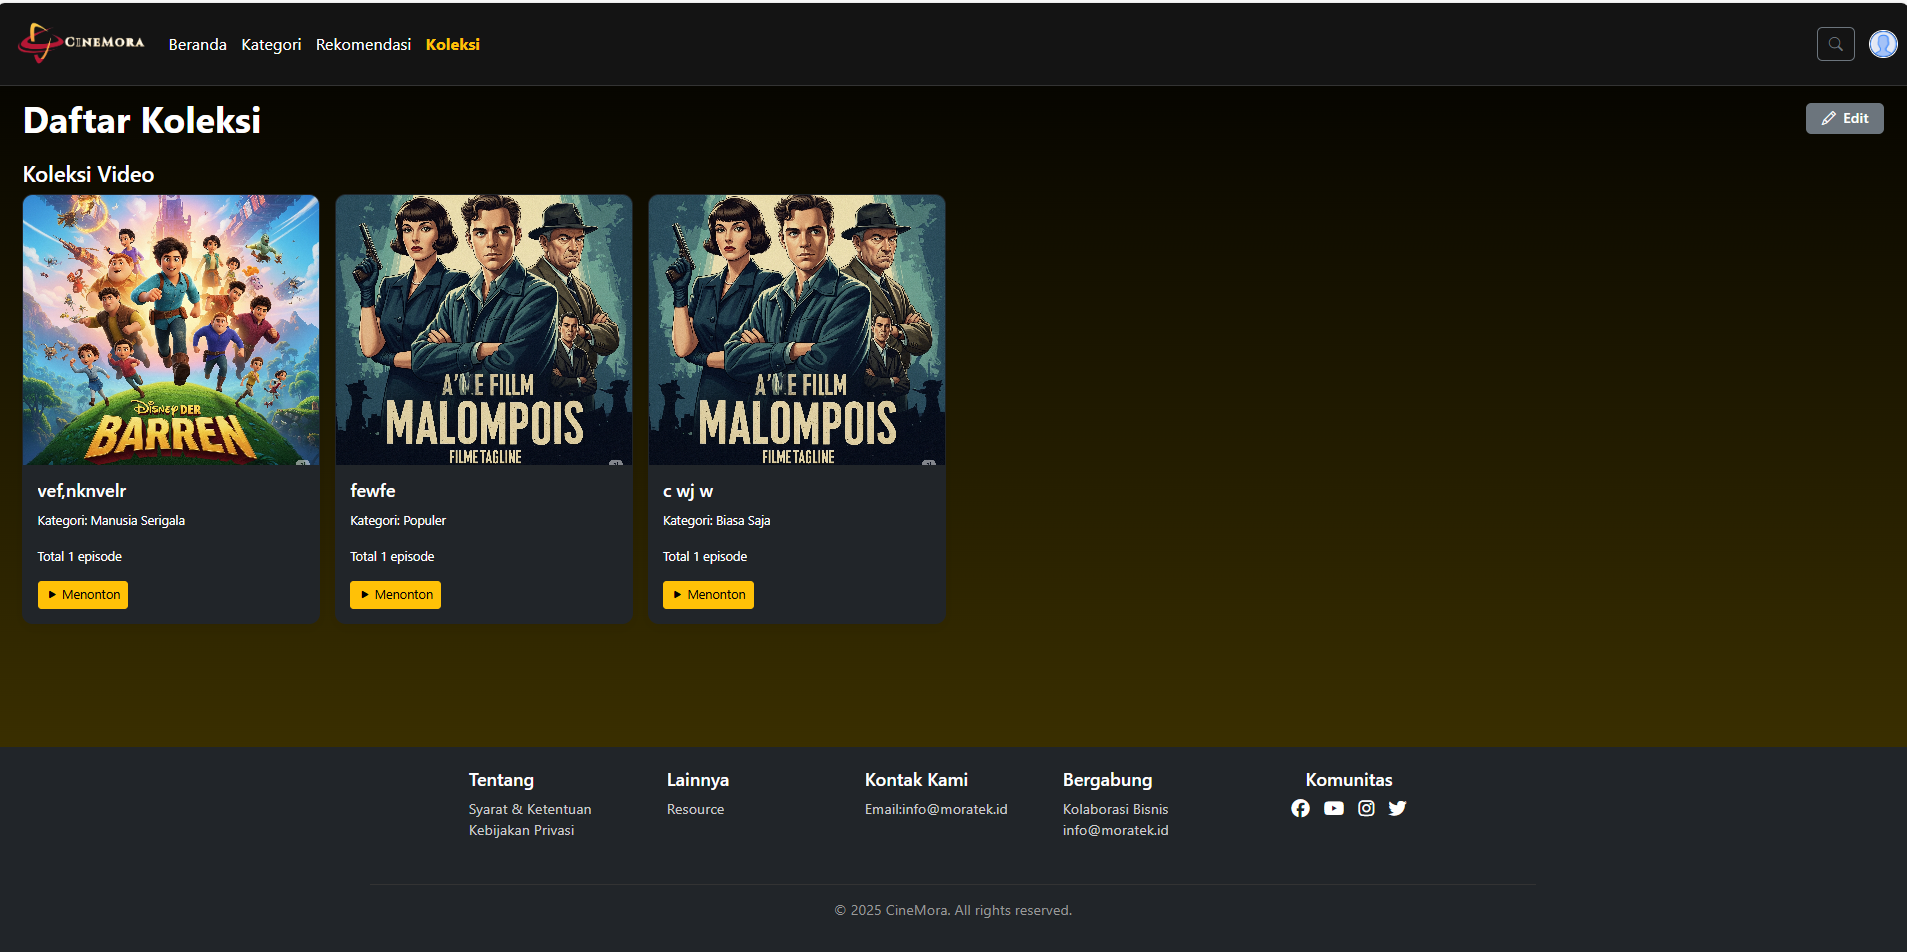 CINEMORA
Beranda Kategori Rekomendasi Koleksi
Daftar Koleksi
Edit
Koleksi Video
DISNEY DER
BARREN
A'NE FILLM
MALOMPOIS
FILME TAGLINE
A'NE FILLM
MALOMPOIS
FILME TAGLINE
vef,nknvelr
Kategori: Manusia Serigala
Total 1 episode
Menonton
fewfe
Kategori: Populer
Total 1 episode
Menonton
c wj w
Kategori: Biasa Saja
Total 1 episode
Menonton
Tentang
Syarat & Ketentuan
Kebijakan Privasi
Lainnya
Resource
Kontak Kami
Email:info@moratek.id
Bergabung
Kolaborasi Bisnis
info@moratek.id
Komunitas
© 2025 CineMora. All rights reserved.